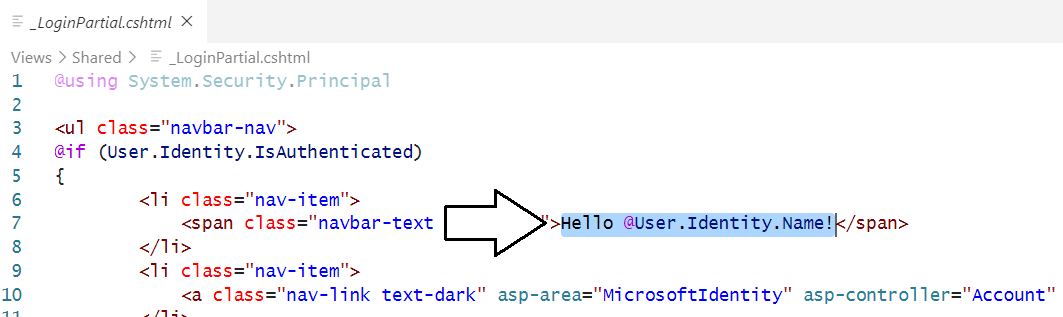 _LoginPartial.cshtml ×
Views > Shared > _LoginPartial.cshtml
1 @using System.Security.Principal
2
3 <ul class="navbar-nav">
4 @if (User.Identity.IsAuthenticated)
5 {
6 <li class="nav-item">
7 <span class="navbar-text ">Hello @User.Identity.Name!</span>
8 </li>
9 <li class="nav-item">
10 <a class="nav-link text-dark" asp-area="MicrosoftIdentity" asp-controller="Account"
11 </li>